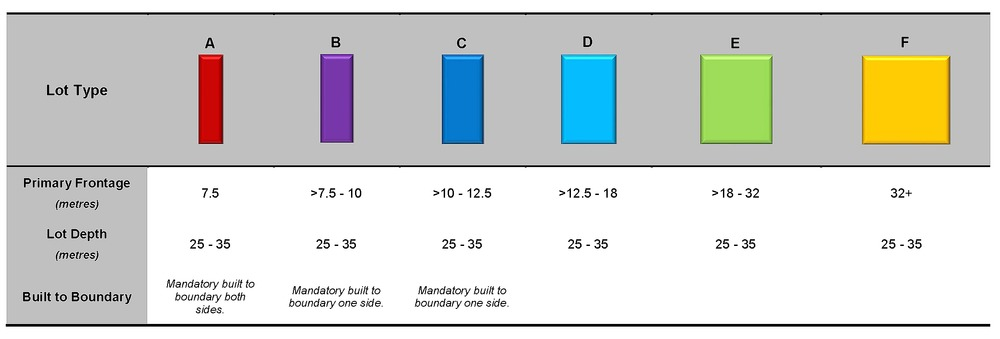 Lot Type A B C D E F
Primary Frontage
(metres) 7.5 >7.5 - 10 >10 - 12.5 >12.5 - 18 >18 - 32 32+
Lot Depth
(metres) 25 - 35 25 - 35 25 - 35 25 - 35 25 - 35 25 - 35
Built to Boundary
Mandatory built to
boundary both
sides.
Mandatory built to
boundary one side.
Mandatory built to
boundary one side.